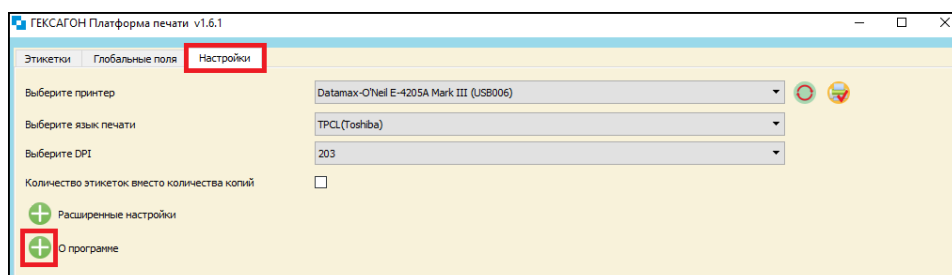 ГЕКСАГОН Платформа печати v1.6.1
Этикетки Глобальные поля Настройки
Выберите принтер Datamax-O'Neil E-4205A Mark III (USB006)
Выберите язык печати TPCL(Toshiba)
Выберите DPI 203
Количество этикеток вместо количества копий
Расширенные настройки
О программе